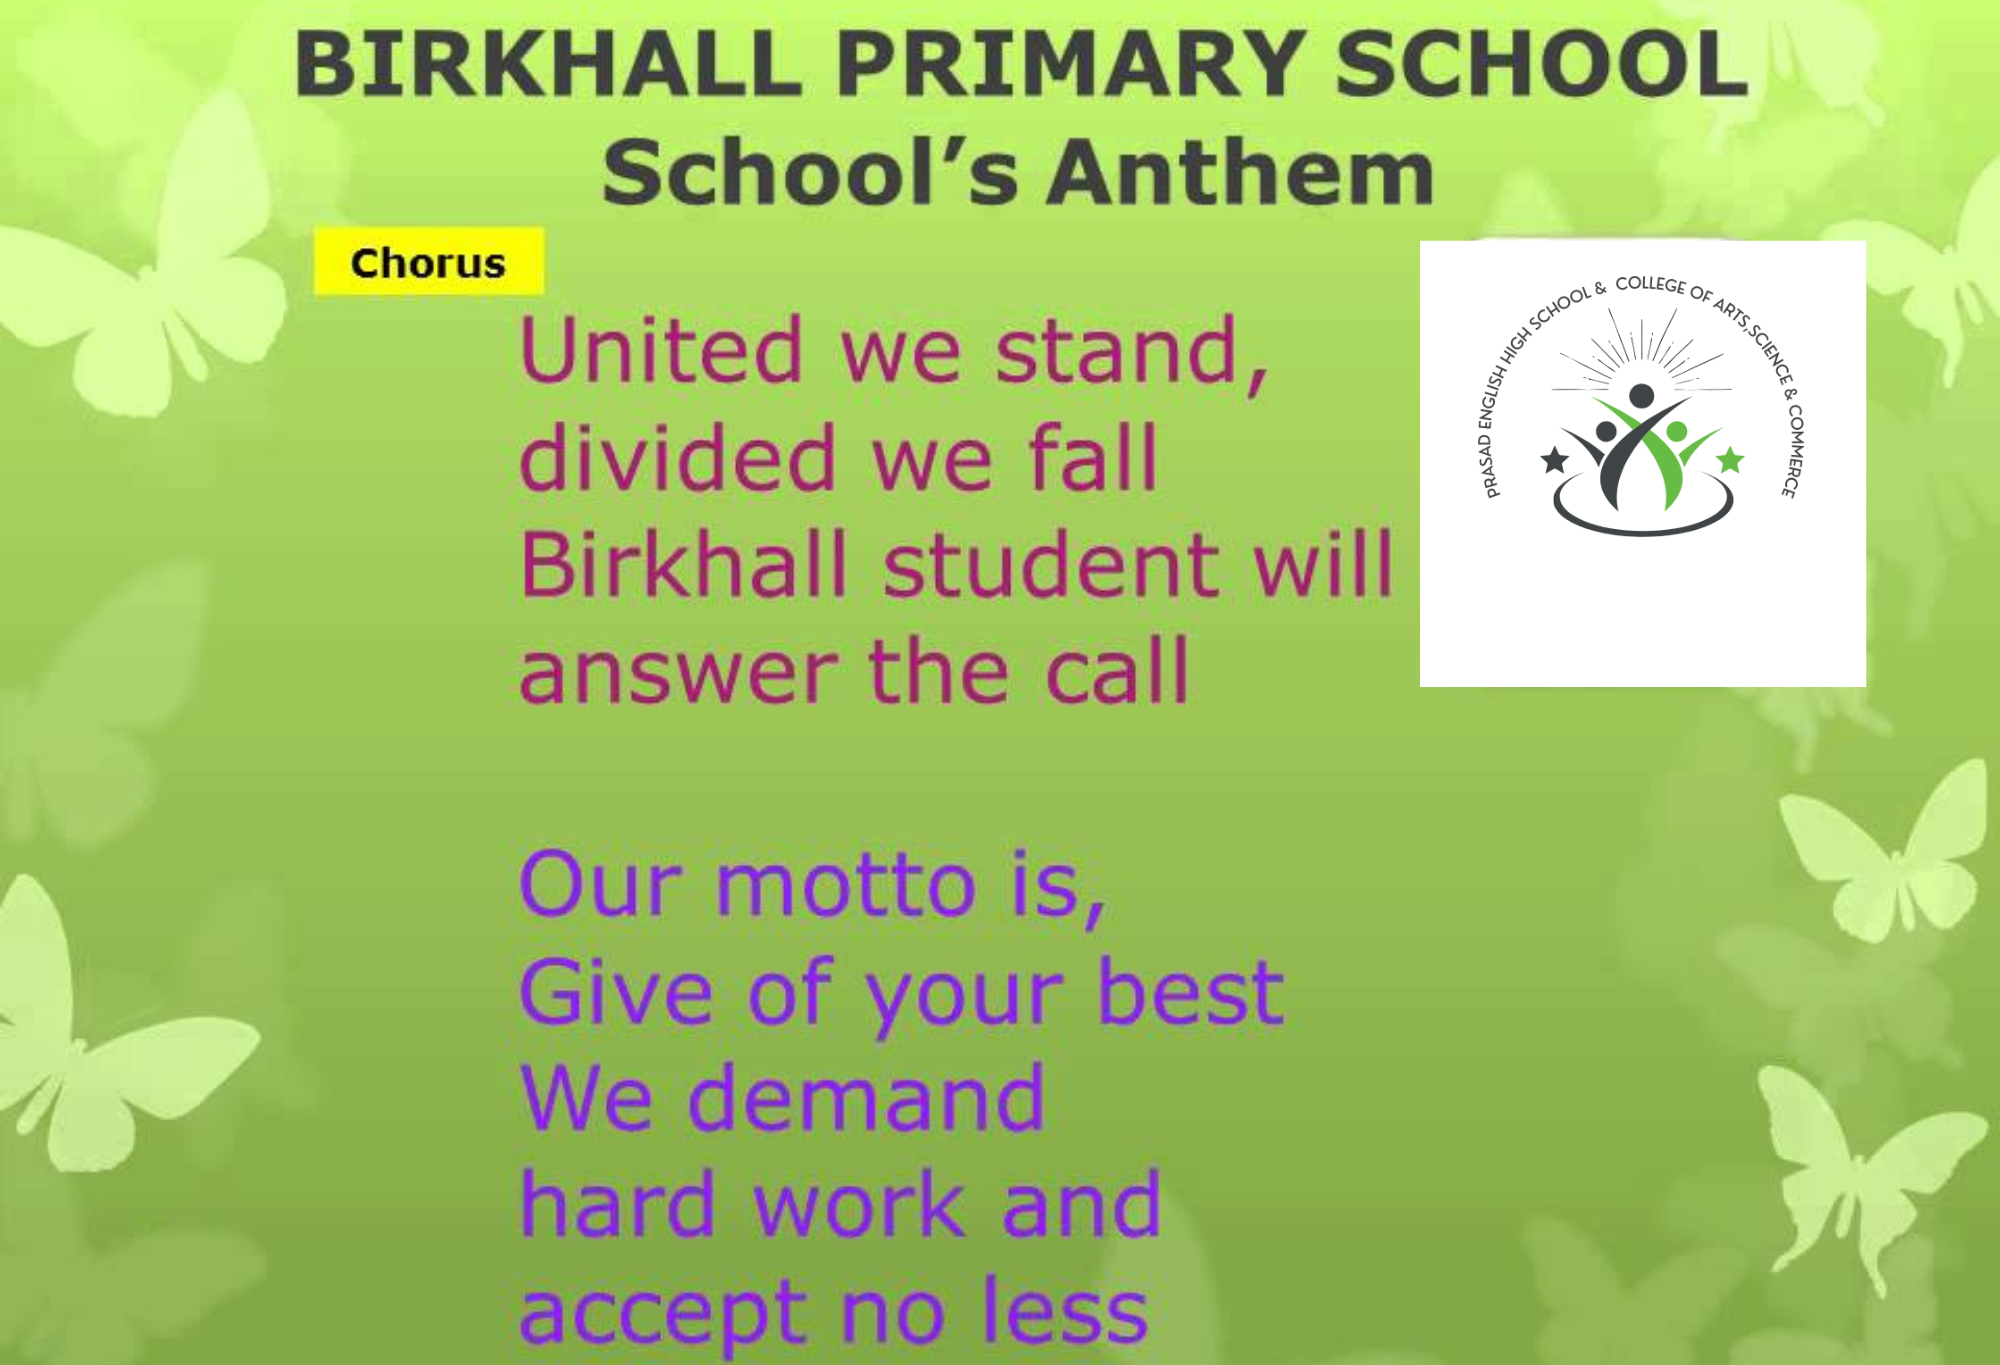 BIRKHALL PRIMARY SCHOOL
School’s Anthem
Chorus
United we stand,
divided we fall
Birkhall student will
answer the call
PRASAD ENGLISH HIGH SCHOOL & COLLEGE OF ARTS,SCIENCE & COMMERCE
Our motto is,
Give of your best
We demand
hard work and
accept no less